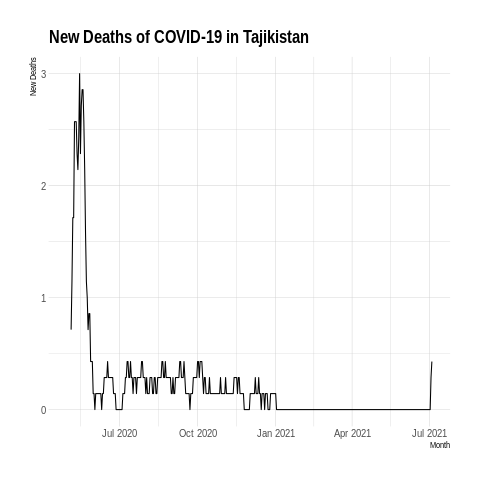 New Deaths of COVID-19 in Tajikistan
New Deaths
3
2
1
0
Jul 2020 Oct 2020 Jan 2021 Apr 2021 Jul 2021
Month